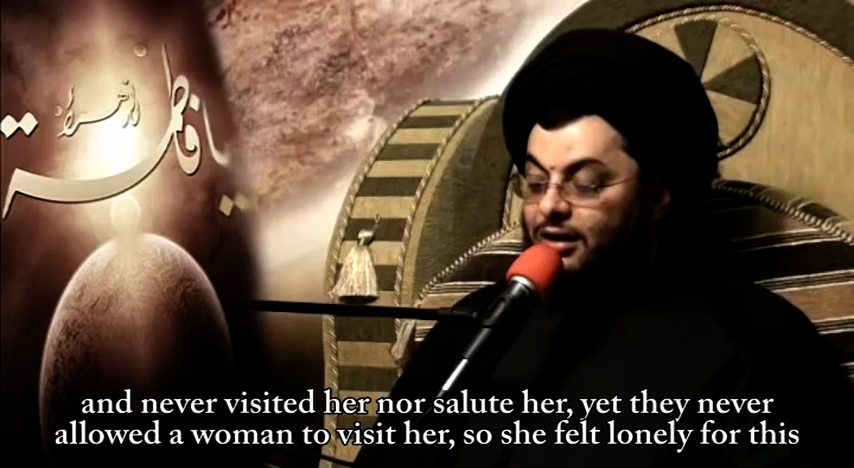 يا فاطمة
الزهراء
and never visited her nor salute her, yet they never
allowed a woman to visit her, so she felt lonely for this